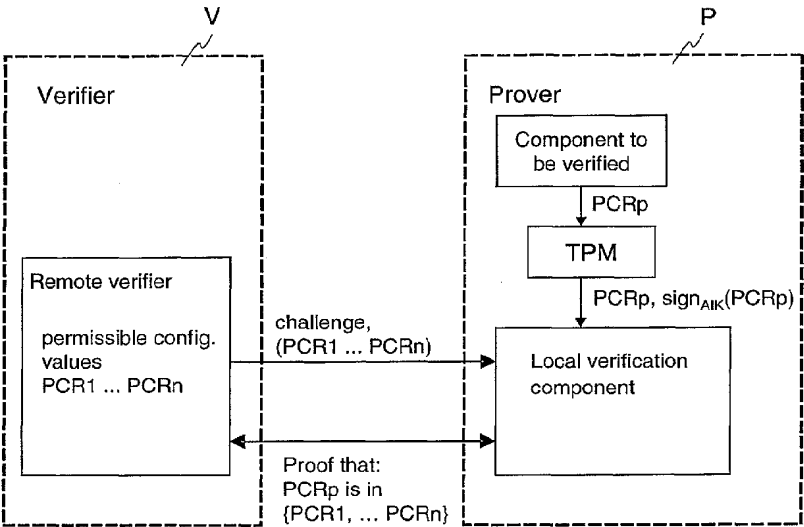 V
P
Verifier
Prover
Component to
be verified
PCRp
TPM
PCRp, signAIK(PCRp)
Remote verifier
permissible config.
values
PCR1 ... PCRn
challenge,
(PCR1 ... PCRn)
Local verification
component
Proof that:
PCRp is in
{PCR1, ... PCRn}